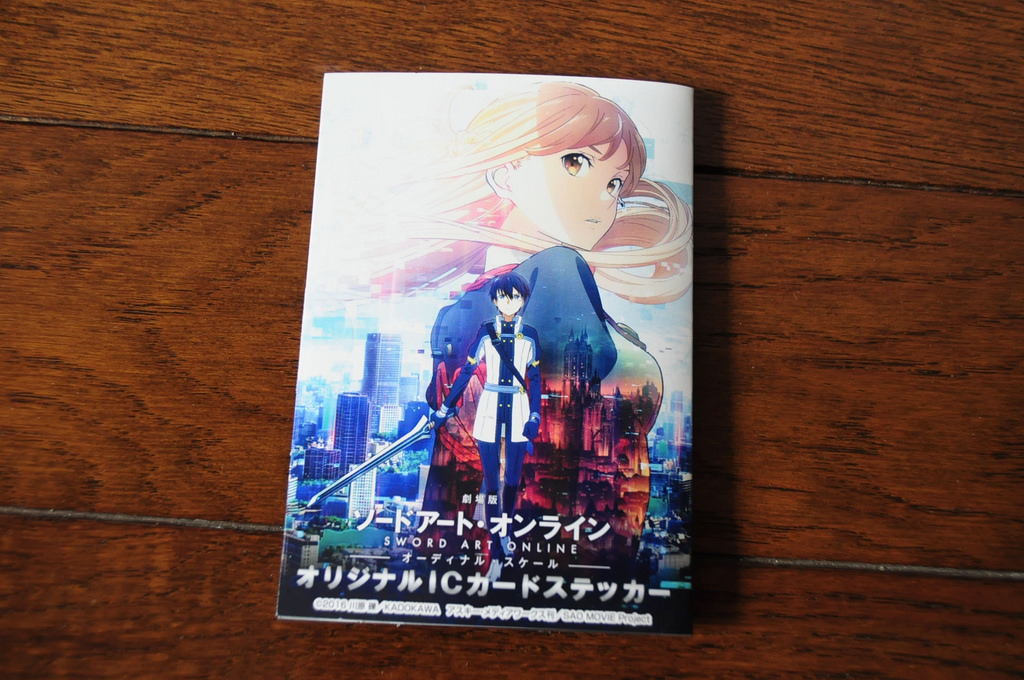 劇場版
ソードアート・オンライン
SWORD ART ONLINE
オーディナル・スケール
オリジナルICカードステッカー
©2016 川原 礫／KADOKAWA アスキー・メディアワークス刊／SAO MOVIE Project